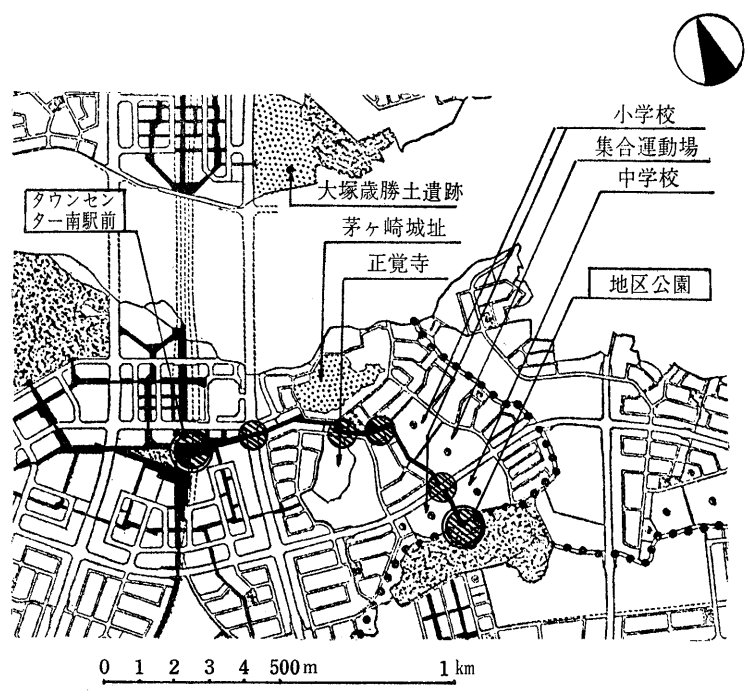 小学校
集合運動場
中学校
大塚歳勝土遺跡
タウンセン
ター南駅前
茅ヶ崎城址
正覚寺
地区公園
0 1 2 3 4 500m 1km